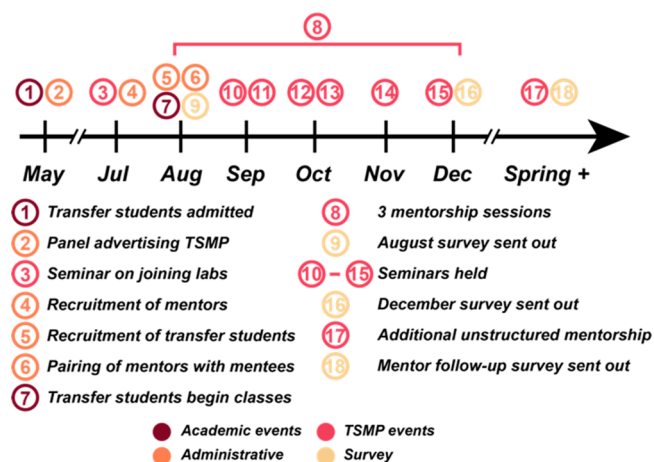 8
1 2 3 4 5 6 10 11 12 13 14 15 16 17 18
7 9
May Jul Aug Sep Oct Nov Dec Spring +
1 Transfer students admitted
2 Panel advertising TSMP
3 Seminar on joining labs
4 Recruitment of mentors
5 Recruitment of transfer students
6 Pairing of mentors with mentees
7 Transfer students begin classes
8 3 mentorship sessions
9 August survey sent out
10 – 15 Seminars held
16 December survey sent out
17 Additional unstructured mentorship
18 Mentor follow-up survey sent out
Academic events
Administrative
TSMP events
Survey